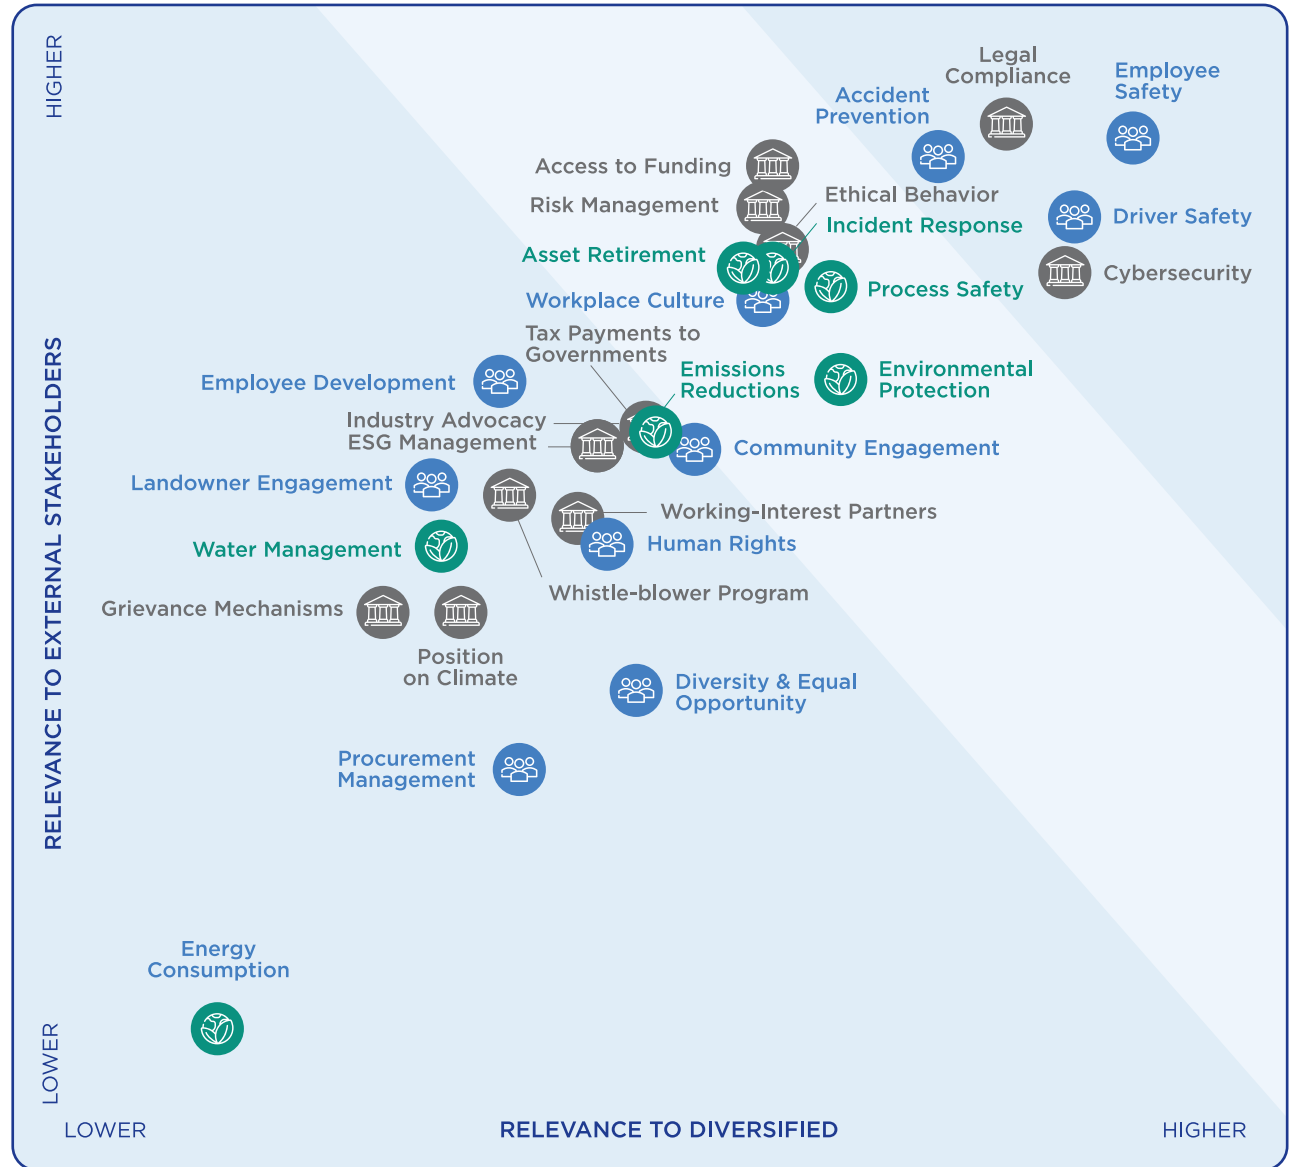 HIGHER
Legal
Compliance
Employee
Safety
Accident
Prevention
Access to Funding
Ethical Behavior
Risk Management
Driver Safety
Incident Response
Asset Retirement
Cybersecurity
Process Safety
Workplace Culture
Tax Payments to
Governments
Emissions
Reductions
Environmental
Protection
Employee Development
Industry Advocacy
ESG Management
Community Engagement
Landowner Engagement
Working-Interest Partners
Human Rights
Water Management
Whistle-blower Program
Grievance Mechanisms
Position
on Climate
Diversity & Equal
Opportunity
Procurement
Management
RELEVANCE TO EXTERNAL STAKEHOLDERS
Energy
Consumption
LOWER
LOWER
RELEVANCE TO DIVERSIFIED
HIGHER